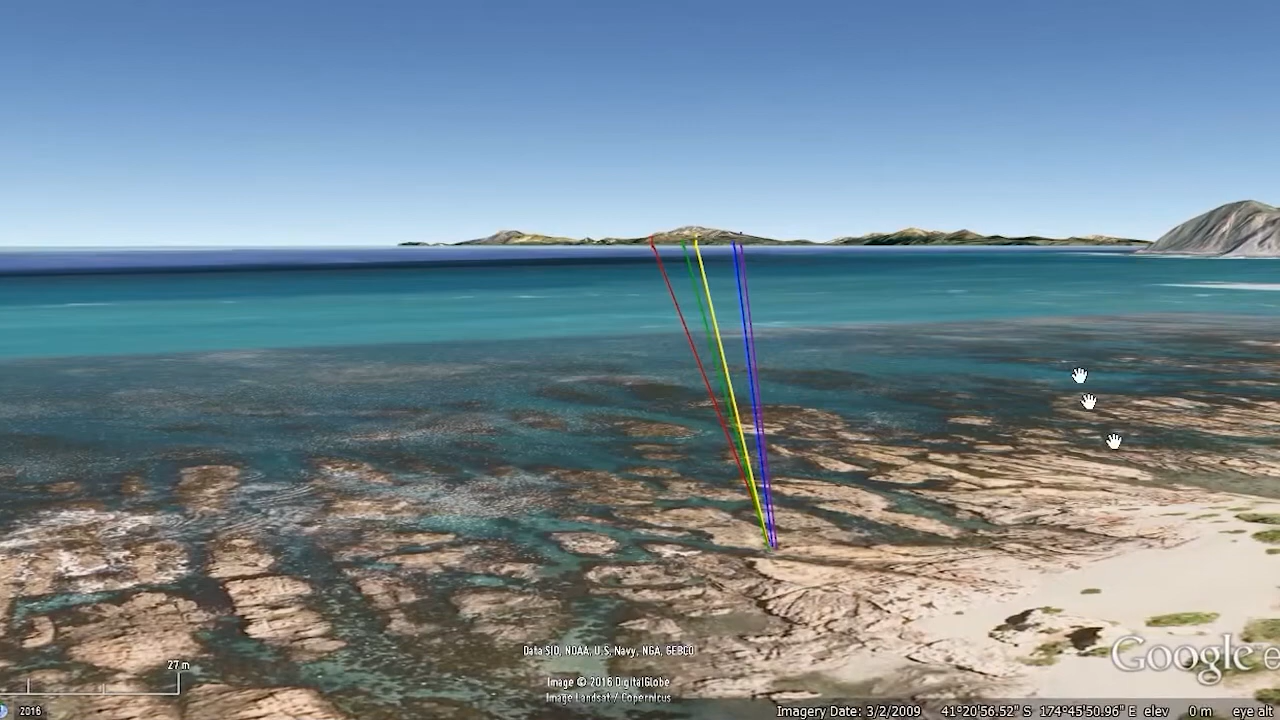 27 m
Data SIO, NOAA, U.S. Navy, NGA, GEBCO
Image © 2016 DigitalGlobe
Image Landsat / Copernicus
Google e
2016
Imagery Date: 3/2/2009 41°20'56.52" S 174°45'50.96" E elev 0 m eye alt